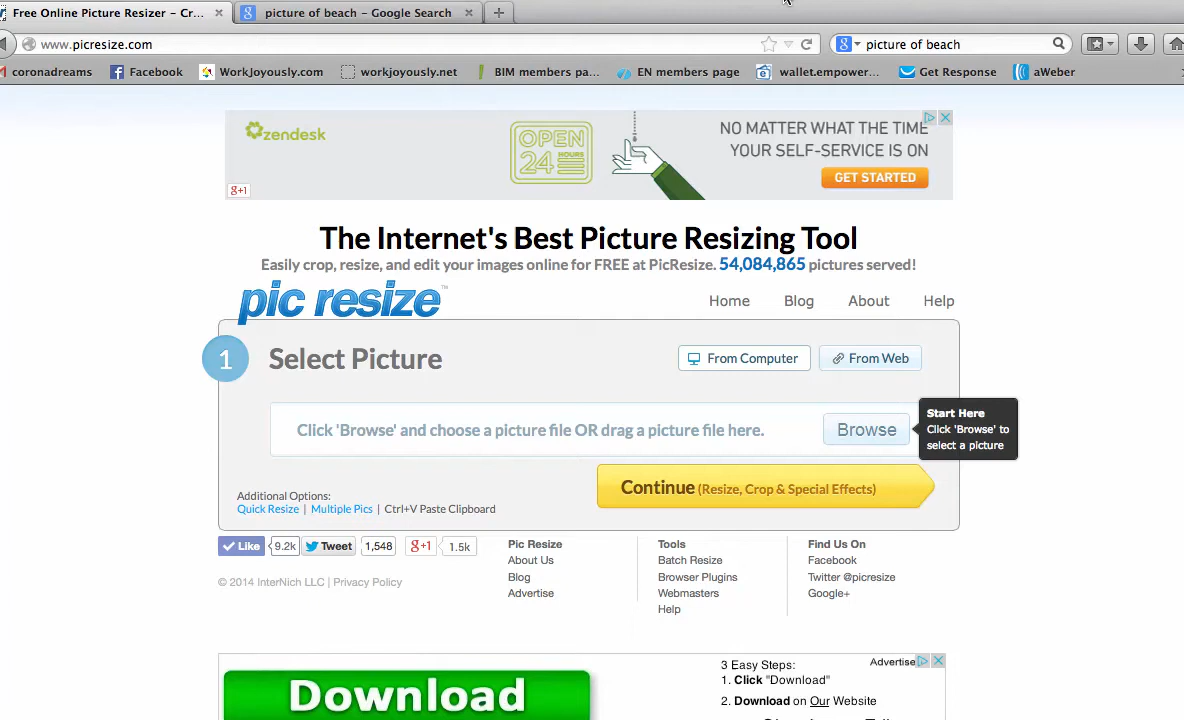 Free Online Picture Resizer – Cr...
picture of beach – Google Search
www.picresize.com
picture of beach
coronadreams
Facebook
WorkJoyously.com
workjoyously.net
BIM members pa...
EN members page
wallet.empower...
Get Response
aWeber
zendesk
OPEN
24 HOURS
NO MATTER WHAT THE TIME
YOUR SELF-SERVICE IS ON
GET STARTED
g+1
The Internet's Best Picture Resizing Tool
Easily crop, resize, and edit your images online for FREE at PicResize. 54,084,865 pictures served!
pic resize™
Home Blog About Help
1 Select Picture
From Computer
From Web
Click 'Browse' and choose a picture file OR drag a picture file here.
Browse
Start Here
Click 'Browse' to
select a picture
Continue (Resize, Crop & Special Effects)
Additional Options:
Quick Resize | Multiple Pics | Ctrl+V Paste Clipboard
Like 9.2k Tweet 1,548 g+1 1.5k
© 2014 InterNich LLC | Privacy Policy
Pic Resize
About Us
Blog
Advertise
Tools
Batch Resize
Browser Plugins
Webmasters
Help
Find Us On
Facebook
Twitter @picresize
Google+
Download
3 Easy Steps:
Advertise
1. Click "Download"
2. Download on Our Website